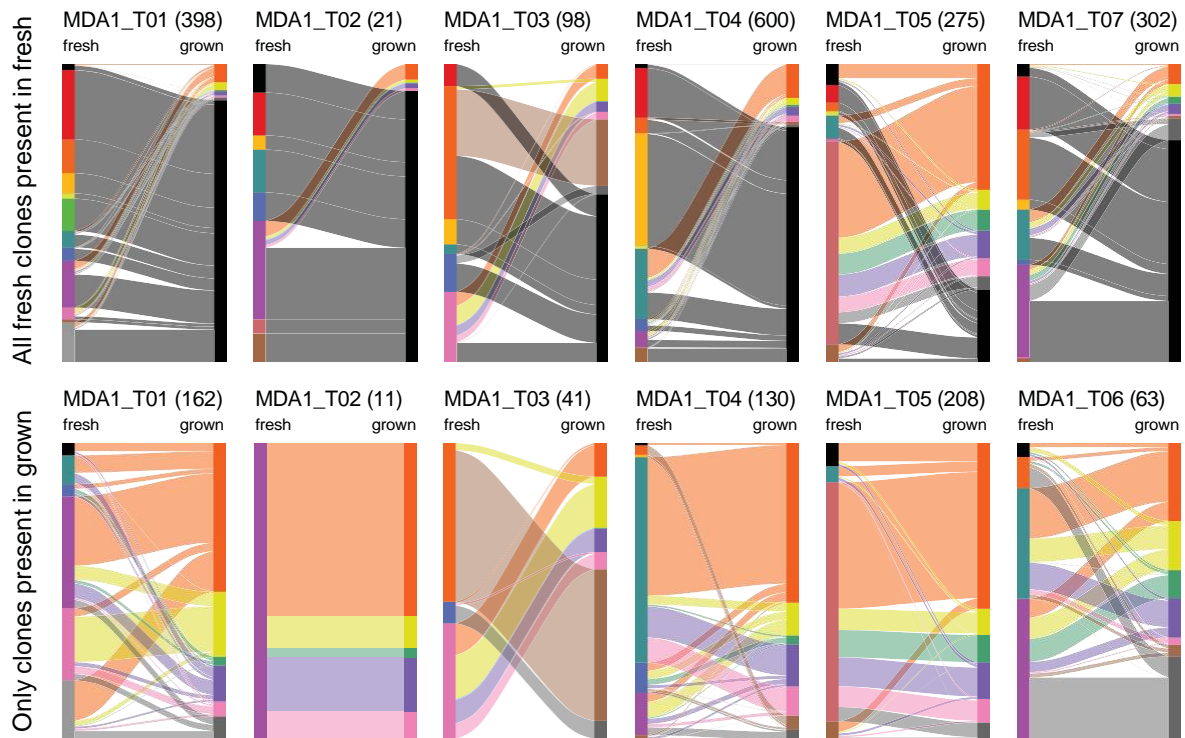 All fresh clones present in fresh
MDA1_T01 (398)
fresh grown
MDA1_T02 (21)
fresh grown
MDA1_T03 (98)
fresh grown
MDA1_T04 (600)
fresh grown
MDA1_T05 (275)
fresh grown
MDA1_T07 (302)
fresh grown
Only clones present in grown
MDA1_T01 (162)
fresh grown
MDA1_T02 (11)
fresh grown
MDA1_T03 (41)
fresh grown
MDA1_T04 (130)
fresh grown
MDA1_T05 (208)
fresh grown
MDA1_T06 (63)
fresh grown